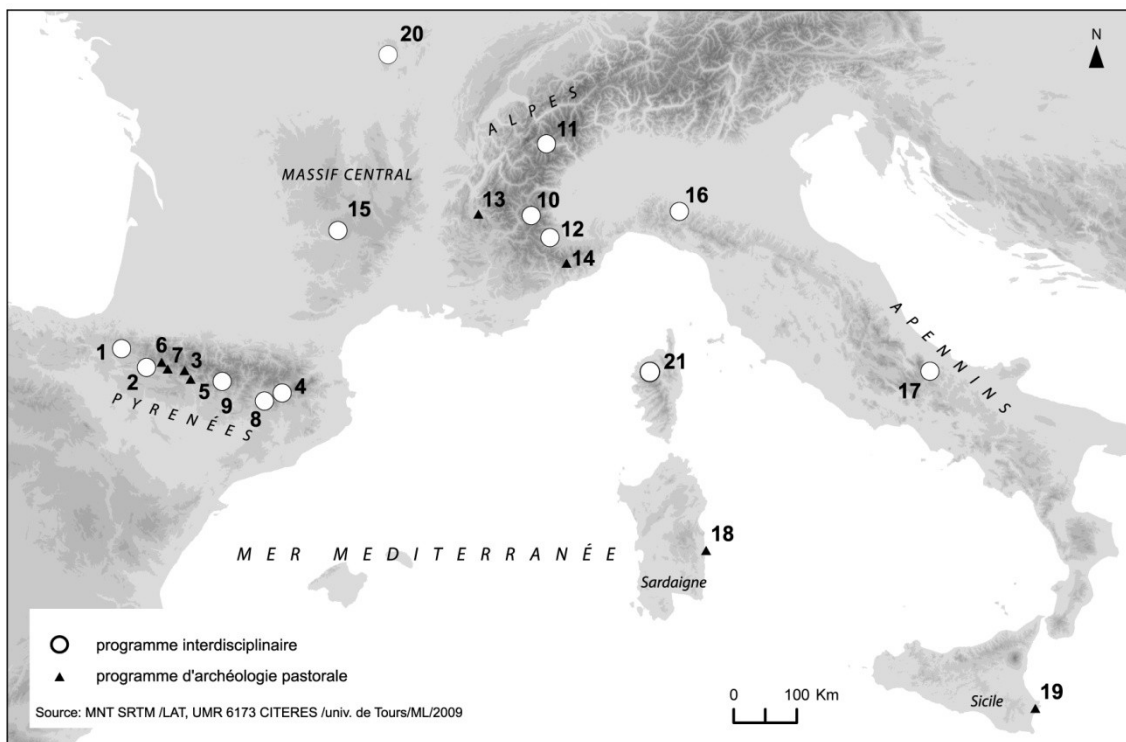 20
N
ALPES
11
MASSIF CENTRAL
13
10
16
15
12
14
APENNINS
6
7
3
1
2
5
9
4
8
21
17
PYRÉNÉES
18
MER MEDITERRANÉE
Sardaigne
programme interdisciplinaire
programme d'archéologie pastorale
0 100 Km
Sicile
19
Source: MNT SRTM /LAT, UMR 6173 CITERES /univ. de Tours/ML/2009